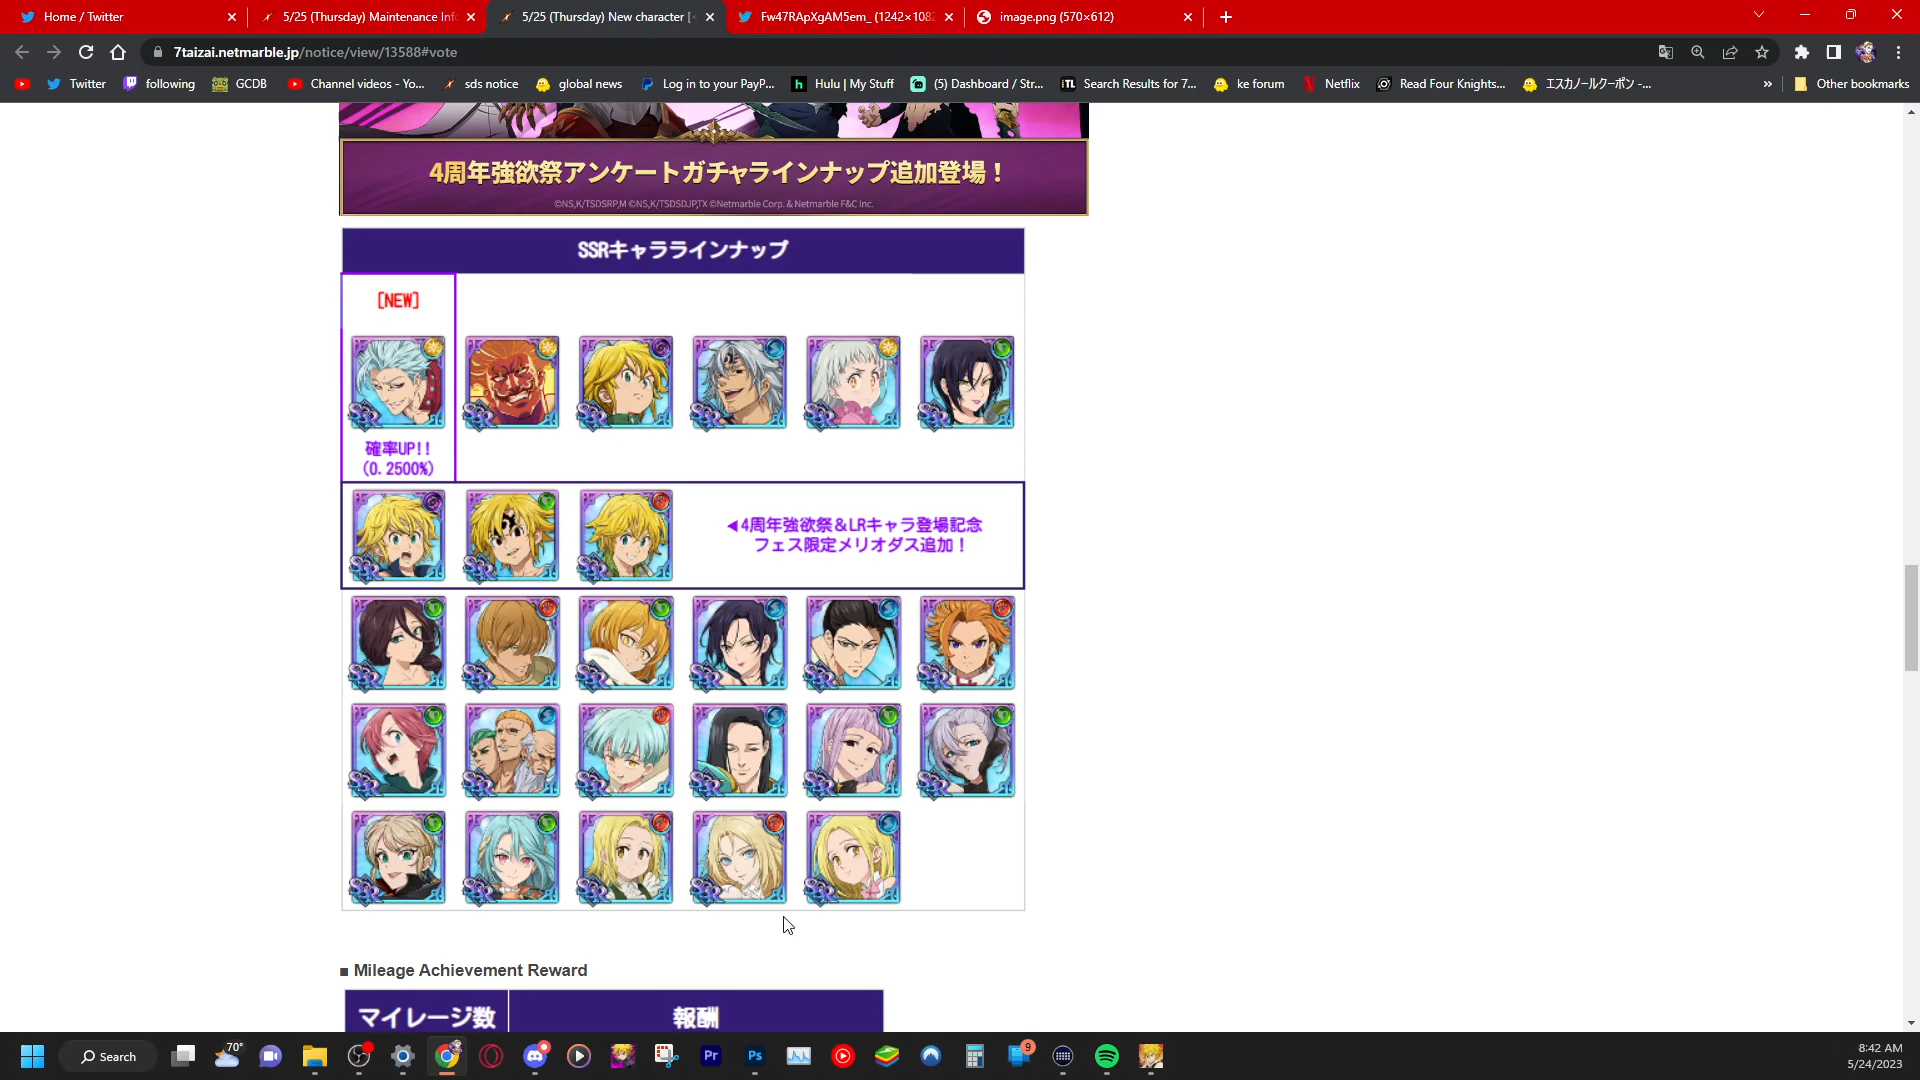 Home / Twitter
5/25 (Thursday) Maintenance Inf
5/25 (Thursday) New character [
Fw47RApXgAM5em_ (1242×1082
image.png (570×612)
7taizai.netmarble.jp/notice/view/13588#vote
Twitter
following
GCDB
Channel videos - Yo...
sds notice
global news
Log in to your PayP...
Hulu | My Stuff
(5) Dashboard / Str...
Search Results for 7...
ke forum
Netflix
Read Four Knights...
エスカノールクーポン -...
»
Other bookmarks
4周年強欲祭アンケートガチャラインナップ追加登場！
©NS,K/TSDSRP,M ©NS,K/TSDSDJP,TX ©Netmarble Corp. & Netmarble F&C Inc.
SSRキャララインナップ
[NEW]
確率UP!!
(0.2500%)
◀4周年強欲祭&LRキャラ登場記念
フェス限定メリオダス追加！
■ Mileage Achievement Reward
マイレージ数
報酬
70°
Search
Pr
Ps
9
8:42 AM
5/24/2023